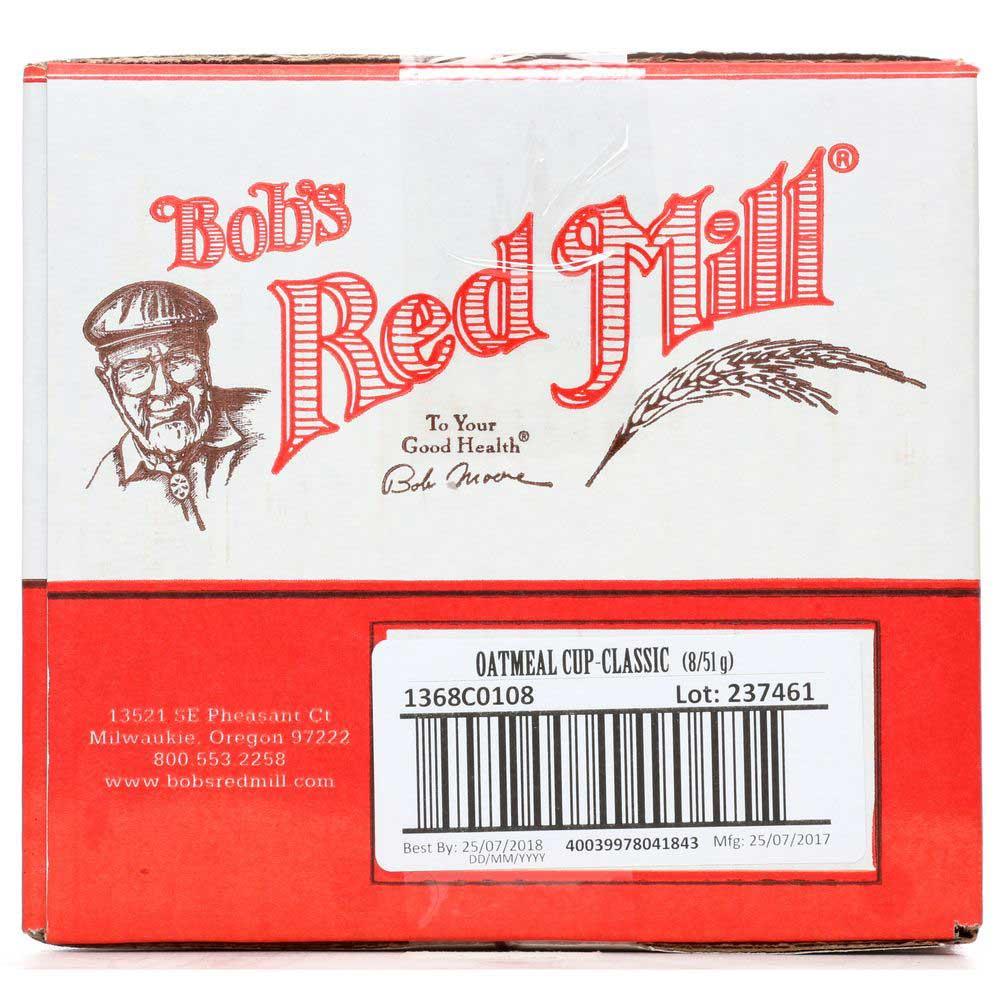 Bob's
Red Mill®
To Your
Good Health®
Bob Moore
OATMEAL CUP-CLASSIC (8/51 g)
1368C0108 Lot: 237461
13521 SE Pheasant Ct
Milwaukie, Oregon 97222
800 553 2258
www.bobsredmill.com
Best By: 25/07/2018 40039978041843 Mfg: 25/07/2017
DD/MM/YYYY